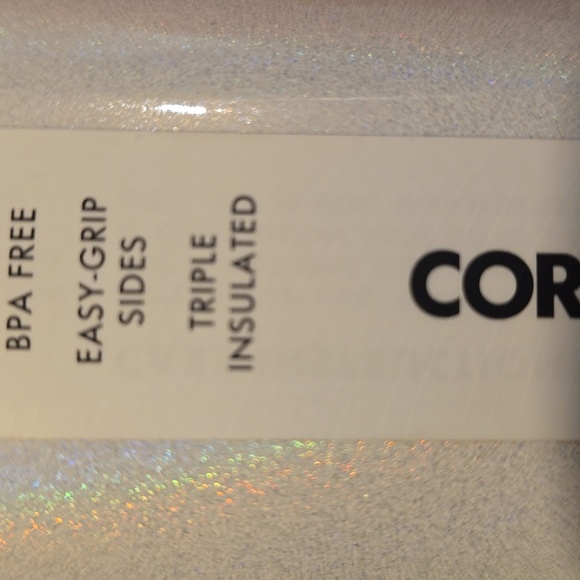 BPA FREE
EASY-GRIP
SIDES
TRIPLE
INSULATED
COR